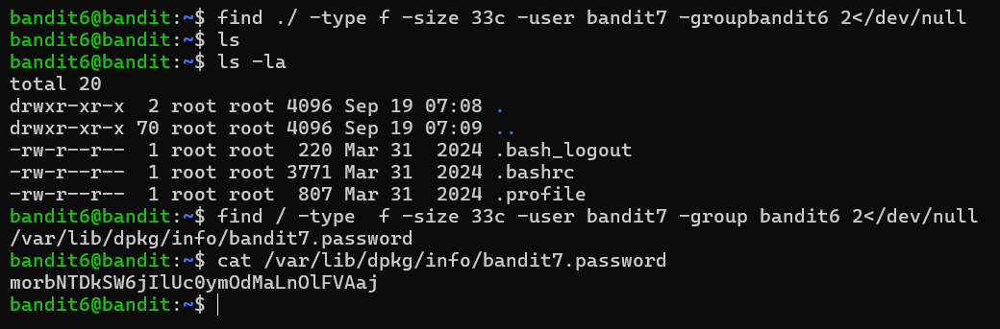 bandit6@bandit:~$ find ./ -type f -size 33c -user bandit7 -groupbandit6 2</dev/null
bandit6@bandit:~$ ls
bandit6@bandit:~$ ls -la
total 20
drwxr-xr-x  2 root root 4096 Sep 19 07:08 .
drwxr-xr-x 70 root root 4096 Sep 19 07:09 ..
-rw-r--r--  1 root root  220 Mar 31  2024 .bash_logout
-rw-r--r--  1 root root 3771 Mar 31  2024 .bashrc
-rw-r--r--  1 root root  807 Mar 31  2024 .profile
bandit6@bandit:~$ find / -type  f -size 33c -user bandit7 -group bandit6 2</dev/null
/var/lib/dpkg/info/bandit7.password
bandit6@bandit:~$ cat /var/lib/dpkg/info/bandit7.password
morbNTDkSW6jIlUc0ymOdMaLnOlFVAaj
bandit6@bandit:~$